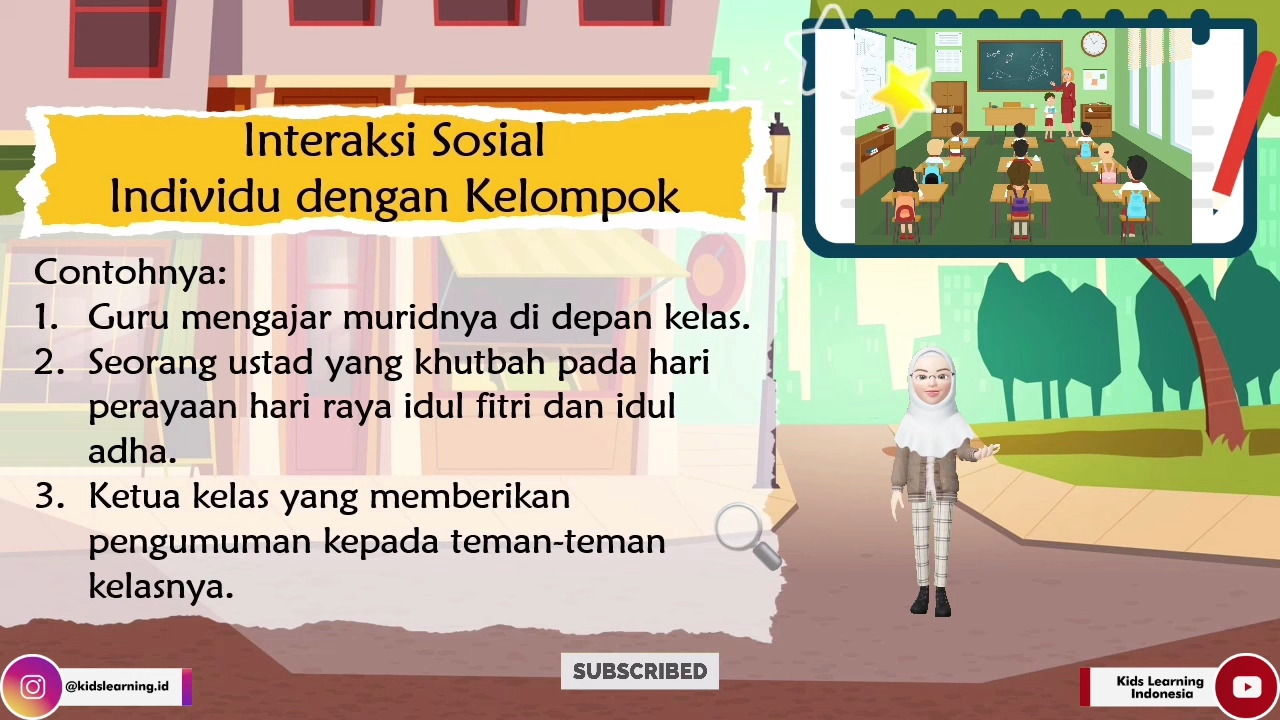 Interaksi Sosial
Individu dengan Kelompok
Contohnya:
1. Guru mengajar muridnya di depan kelas.
2. Seorang ustad yang khutbah pada hari
perayaan hari raya idul fitri dan idul
adha.
3. Ketua kelas yang memberikan
pengumuman kepada teman-teman
kelasnya.
SUBSCRIBED
@kidslearning.id
Kids Learning
Indonesia